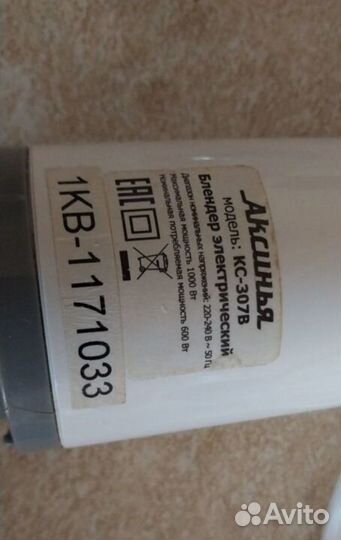 Аксинья
модель: КС-307В
Блендер электрический
Диапазон номинальных напряжений: 220-240 В ~ 50 Гц
Максимальная мощность 1000 Вт
Номинальная потребляемая мощность 600 Вт
EAC
1KB-1171033
Avito